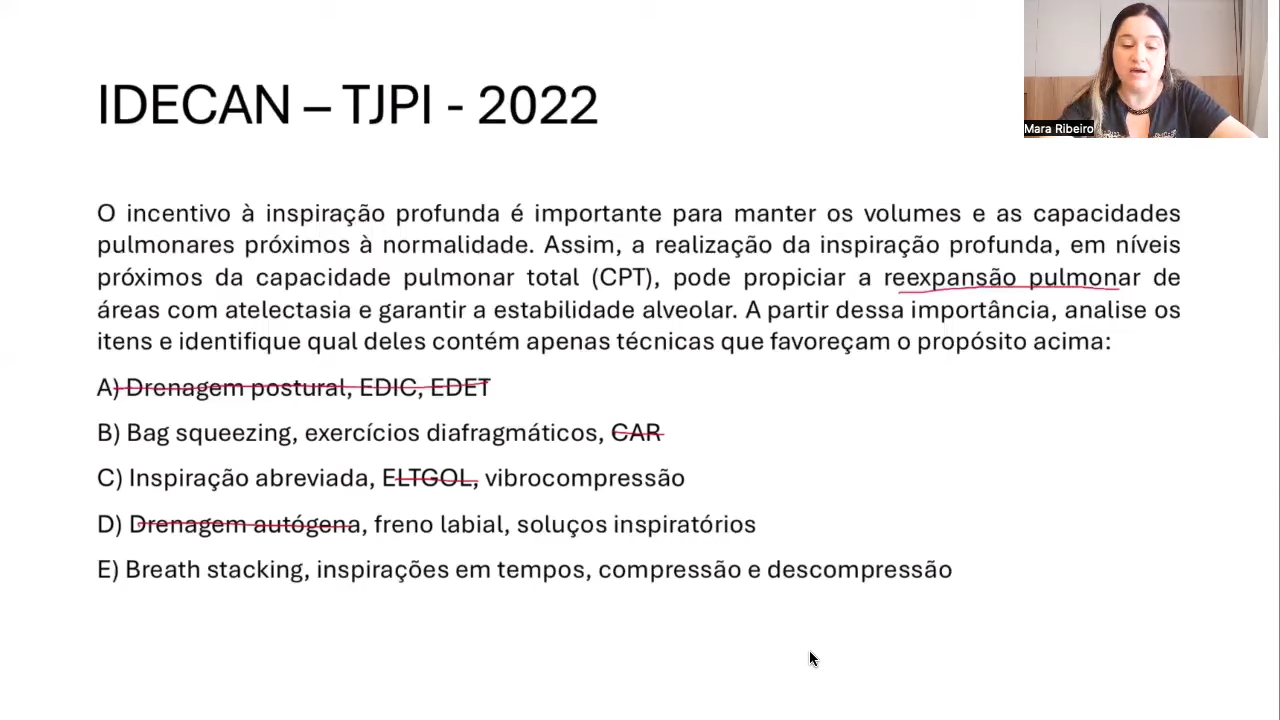 IDECAN – TJPI - 2022
Mara Ribeiro
O incentivo à inspiração profunda é importante para manter os volumes e as capacidades
pulmonares próximos à normalidade. Assim, a realização da inspiração profunda, em níveis
próximos da capacidade pulmonar total (CPT), pode propiciar a reexpansão pulmonar de
áreas com atelectasia e garantir a estabilidade alveolar. A partir dessa importância, analise os
itens e identifique qual deles contém apenas técnicas que favoreçam o propósito acima:
A) Drenagem postural, EDIC, EDET
B) Bag squeezing, exercícios diafragmáticos, CAR
C) Inspiração abreviada, ELTGOL, vibrocompressão
D) Drenagem autógena, freno labial, soluços inspiratórios
E) Breath stacking, inspirações em tempos, compressão e descompressão